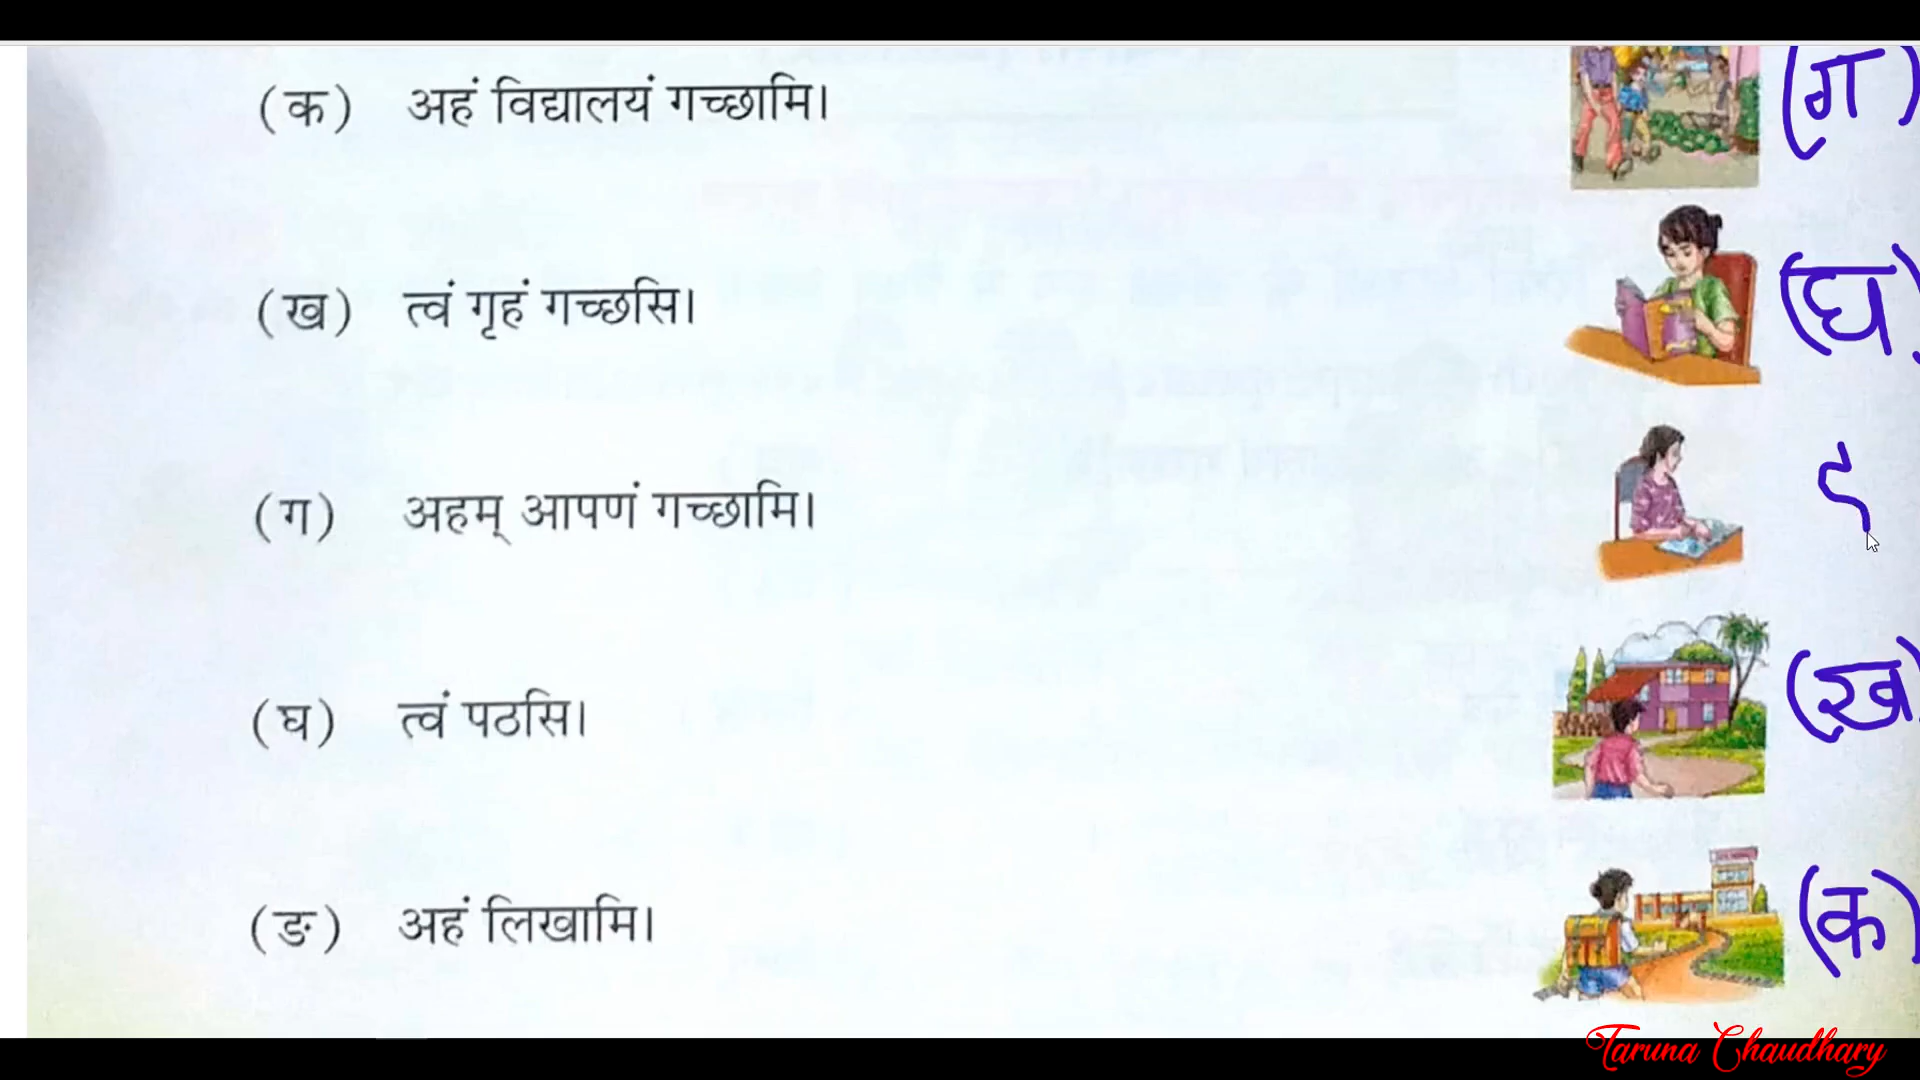 (क) अहं विद्यालयं गच्छामि। (ग)
(ख) त्वं गृहं गच्छसि। (घ)
(ग) अहम् आपणं गच्छामि।
(घ) त्वं पठसि। (ख)
(ङ) अहं लिखामि। (क)
Taruna Chaudhary